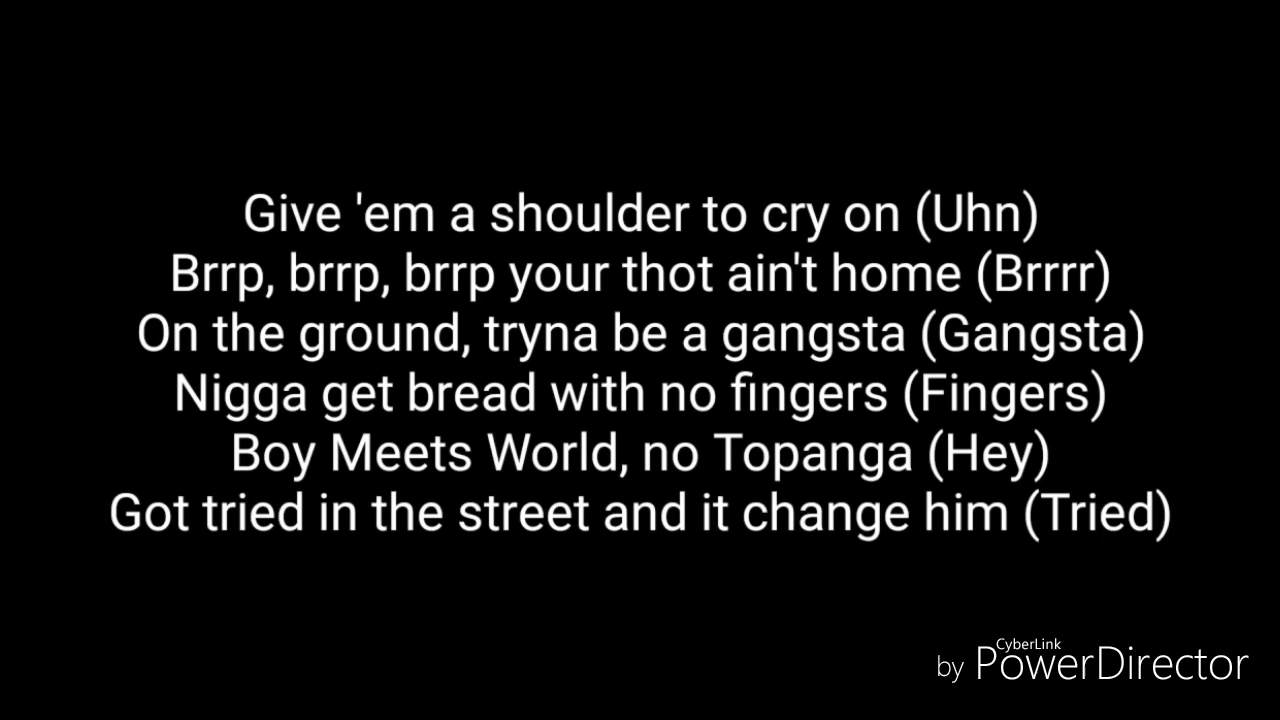 Give 'em a shoulder to cry on (Uhn)
Brrp, brrp, brrp your thot ain't home (Brrrr)
On the ground, tryna be a gangsta (Gangsta)
Nigga get bread with no fingers (Fingers)
Boy Meets World, no Topanga (Hey)
Got tried in the street and it change him (Tried)
CyberLink
by PowerDirector